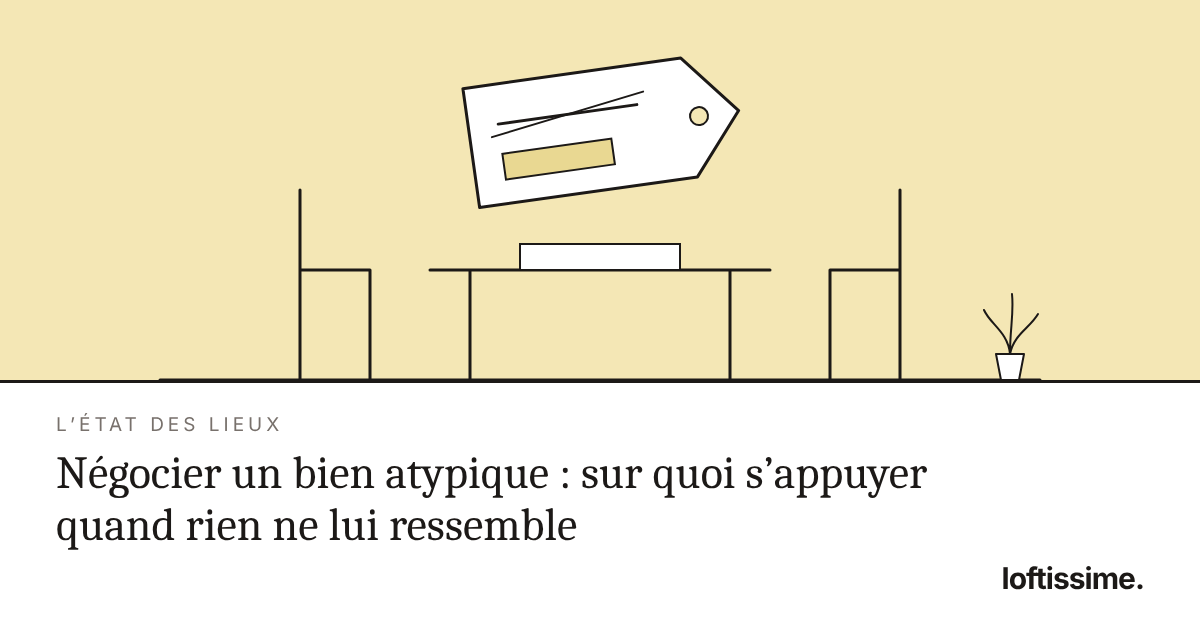 L’ÉTAT DES LIEUX
Négocier un bien atypique : sur quoi s’appuyer
quand rien ne lui ressemble
loftissime.